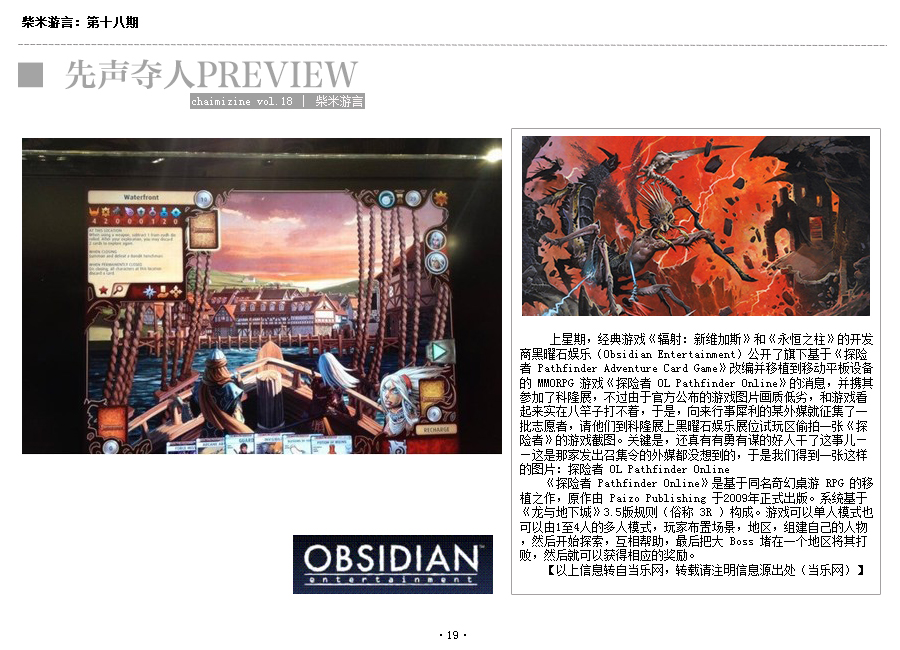 柴米游言：第十八期
先声夺人PREVIEW
chaimizine vol.18 | 柴米游言
Waterfront
AT THIS LOCATION
WHEN CLOSING
WHEN PERMANENTLY CLOSED
RECHARGE
OBSIDIAN
entertainment
上星期，经典游戏《辐射：新维加斯》和《永恒之柱》的开发
商黑曜石娱乐（Obsidian Entertainment）公开了旗下基于《探险
者 Pathfinder Adventure Card Game》改编并移植到移动平板设备
的 MMORPG 游戏《探险者 OL Pathfinder Online》的消息，并携其
参加了科隆展，不过由于官方公布的游戏图片画质低劣，和游戏看
起来实在八竿子打不着，于是，向来行事犀利的某外媒就征集了一
批志愿者，请他们到科隆展上黑曜石娱乐展位试玩区偷拍一张《探
险者》的游戏截图。关键是，还真有有勇有谋的好人干了这事儿—
—这是那家发出召集令的外媒都没想到的，于是我们得到一张这样
的图片：探险者 OL Pathfinder Online
《探险者 Pathfinder Online》是基于同名奇幻桌游 RPG 的移
植之作，原作由 Paizo Publishing 于2009年正式出版。系统基于
《龙与地下城》3.5版规则（俗称 3R ）构成。游戏可以单人模式也
可以由1至4人的多人模式，玩家布置场景，地区，组建自己的人物
，然后开始探索，互相帮助，最后把大 Boss 堵在一个地区将其打
败，然后就可以获得相应的奖励。
【以上信息转自当乐网，转载请注明信息源出处（当乐网）】
·19·